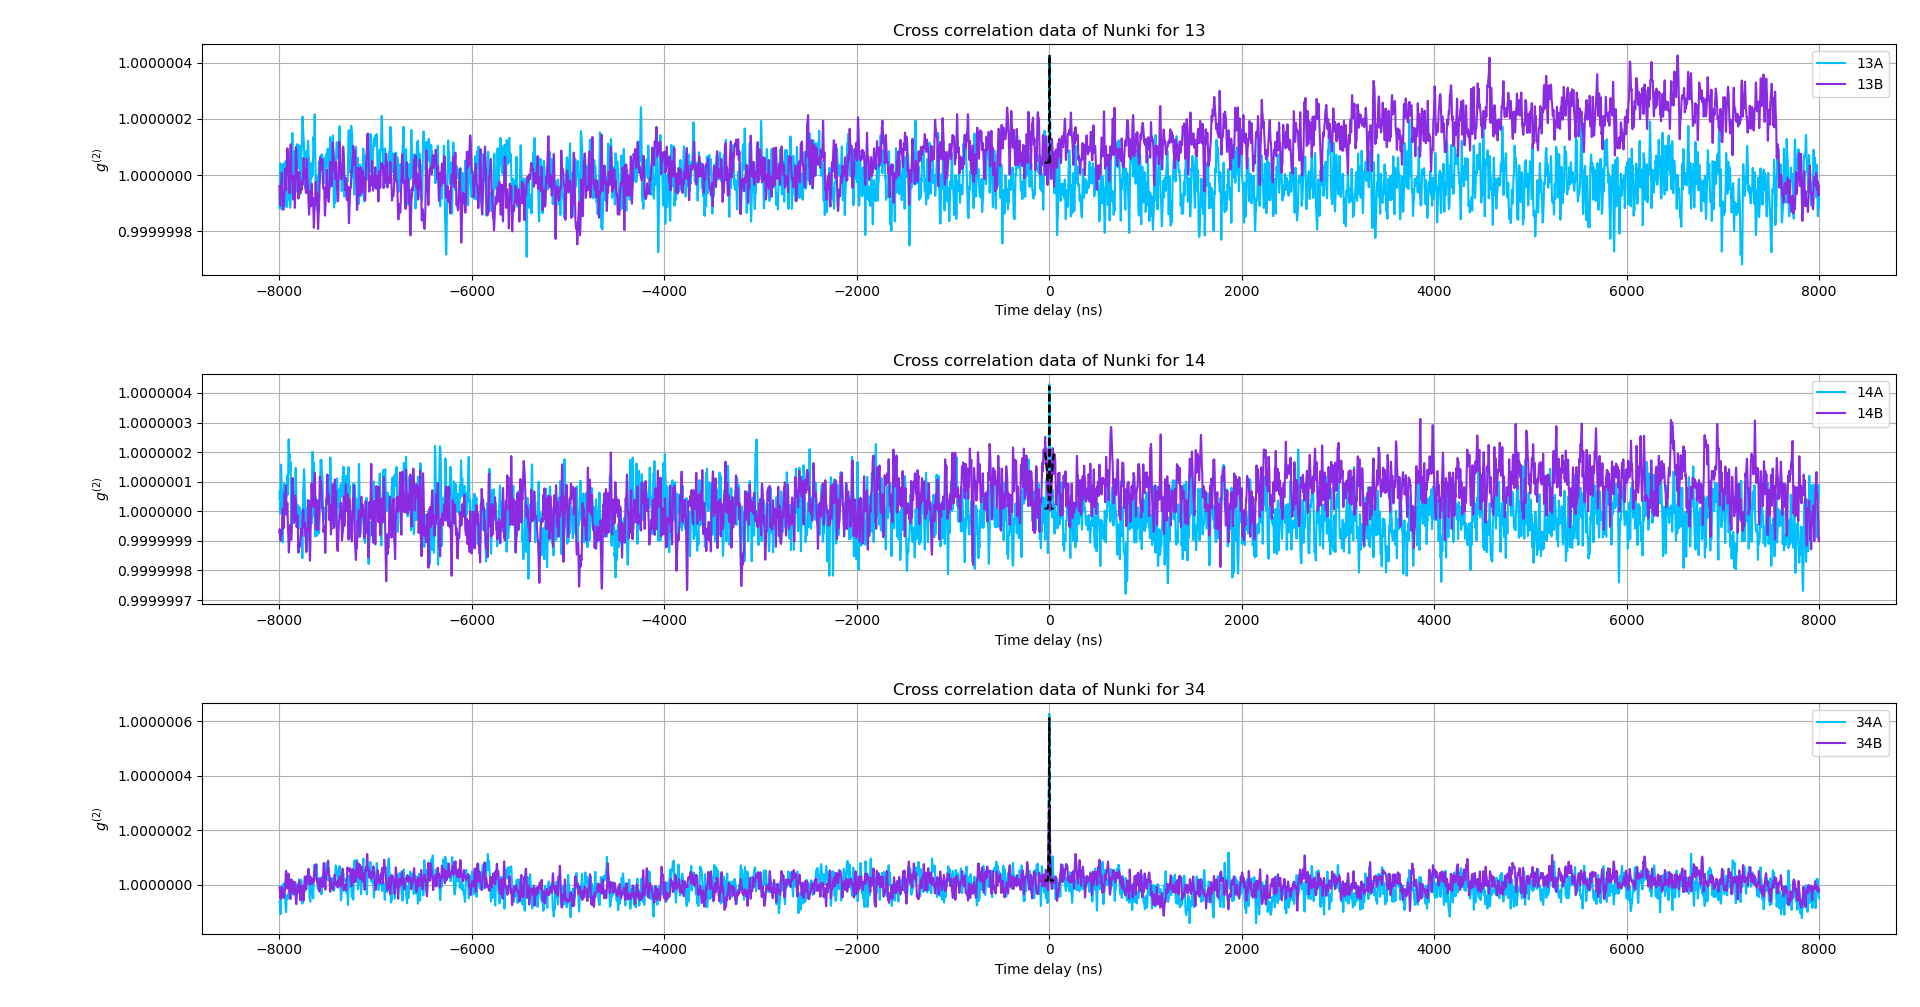 Cross correlation data of Nunki for 13
1.0000004
1.0000002
1.0000000
0.9999998
g(2)
13A
13B
−8000 −6000 −4000 −2000 0 2000 4000 6000 8000
Time delay (ns)
Cross correlation data of Nunki for 14
1.0000004
1.0000003
1.0000002
1.0000001
1.0000000
0.9999999
0.9999998
0.9999997
g(2)
14A
14B
−8000 −6000 −4000 −2000 0 2000 4000 6000 8000
Time delay (ns)
Cross correlation data of Nunki for 34
1.0000006
1.0000004
1.0000002
1.0000000
g(2)
34A
34B
−8000 −6000 −4000 −2000 0 2000 4000 6000 8000
Time delay (ns)